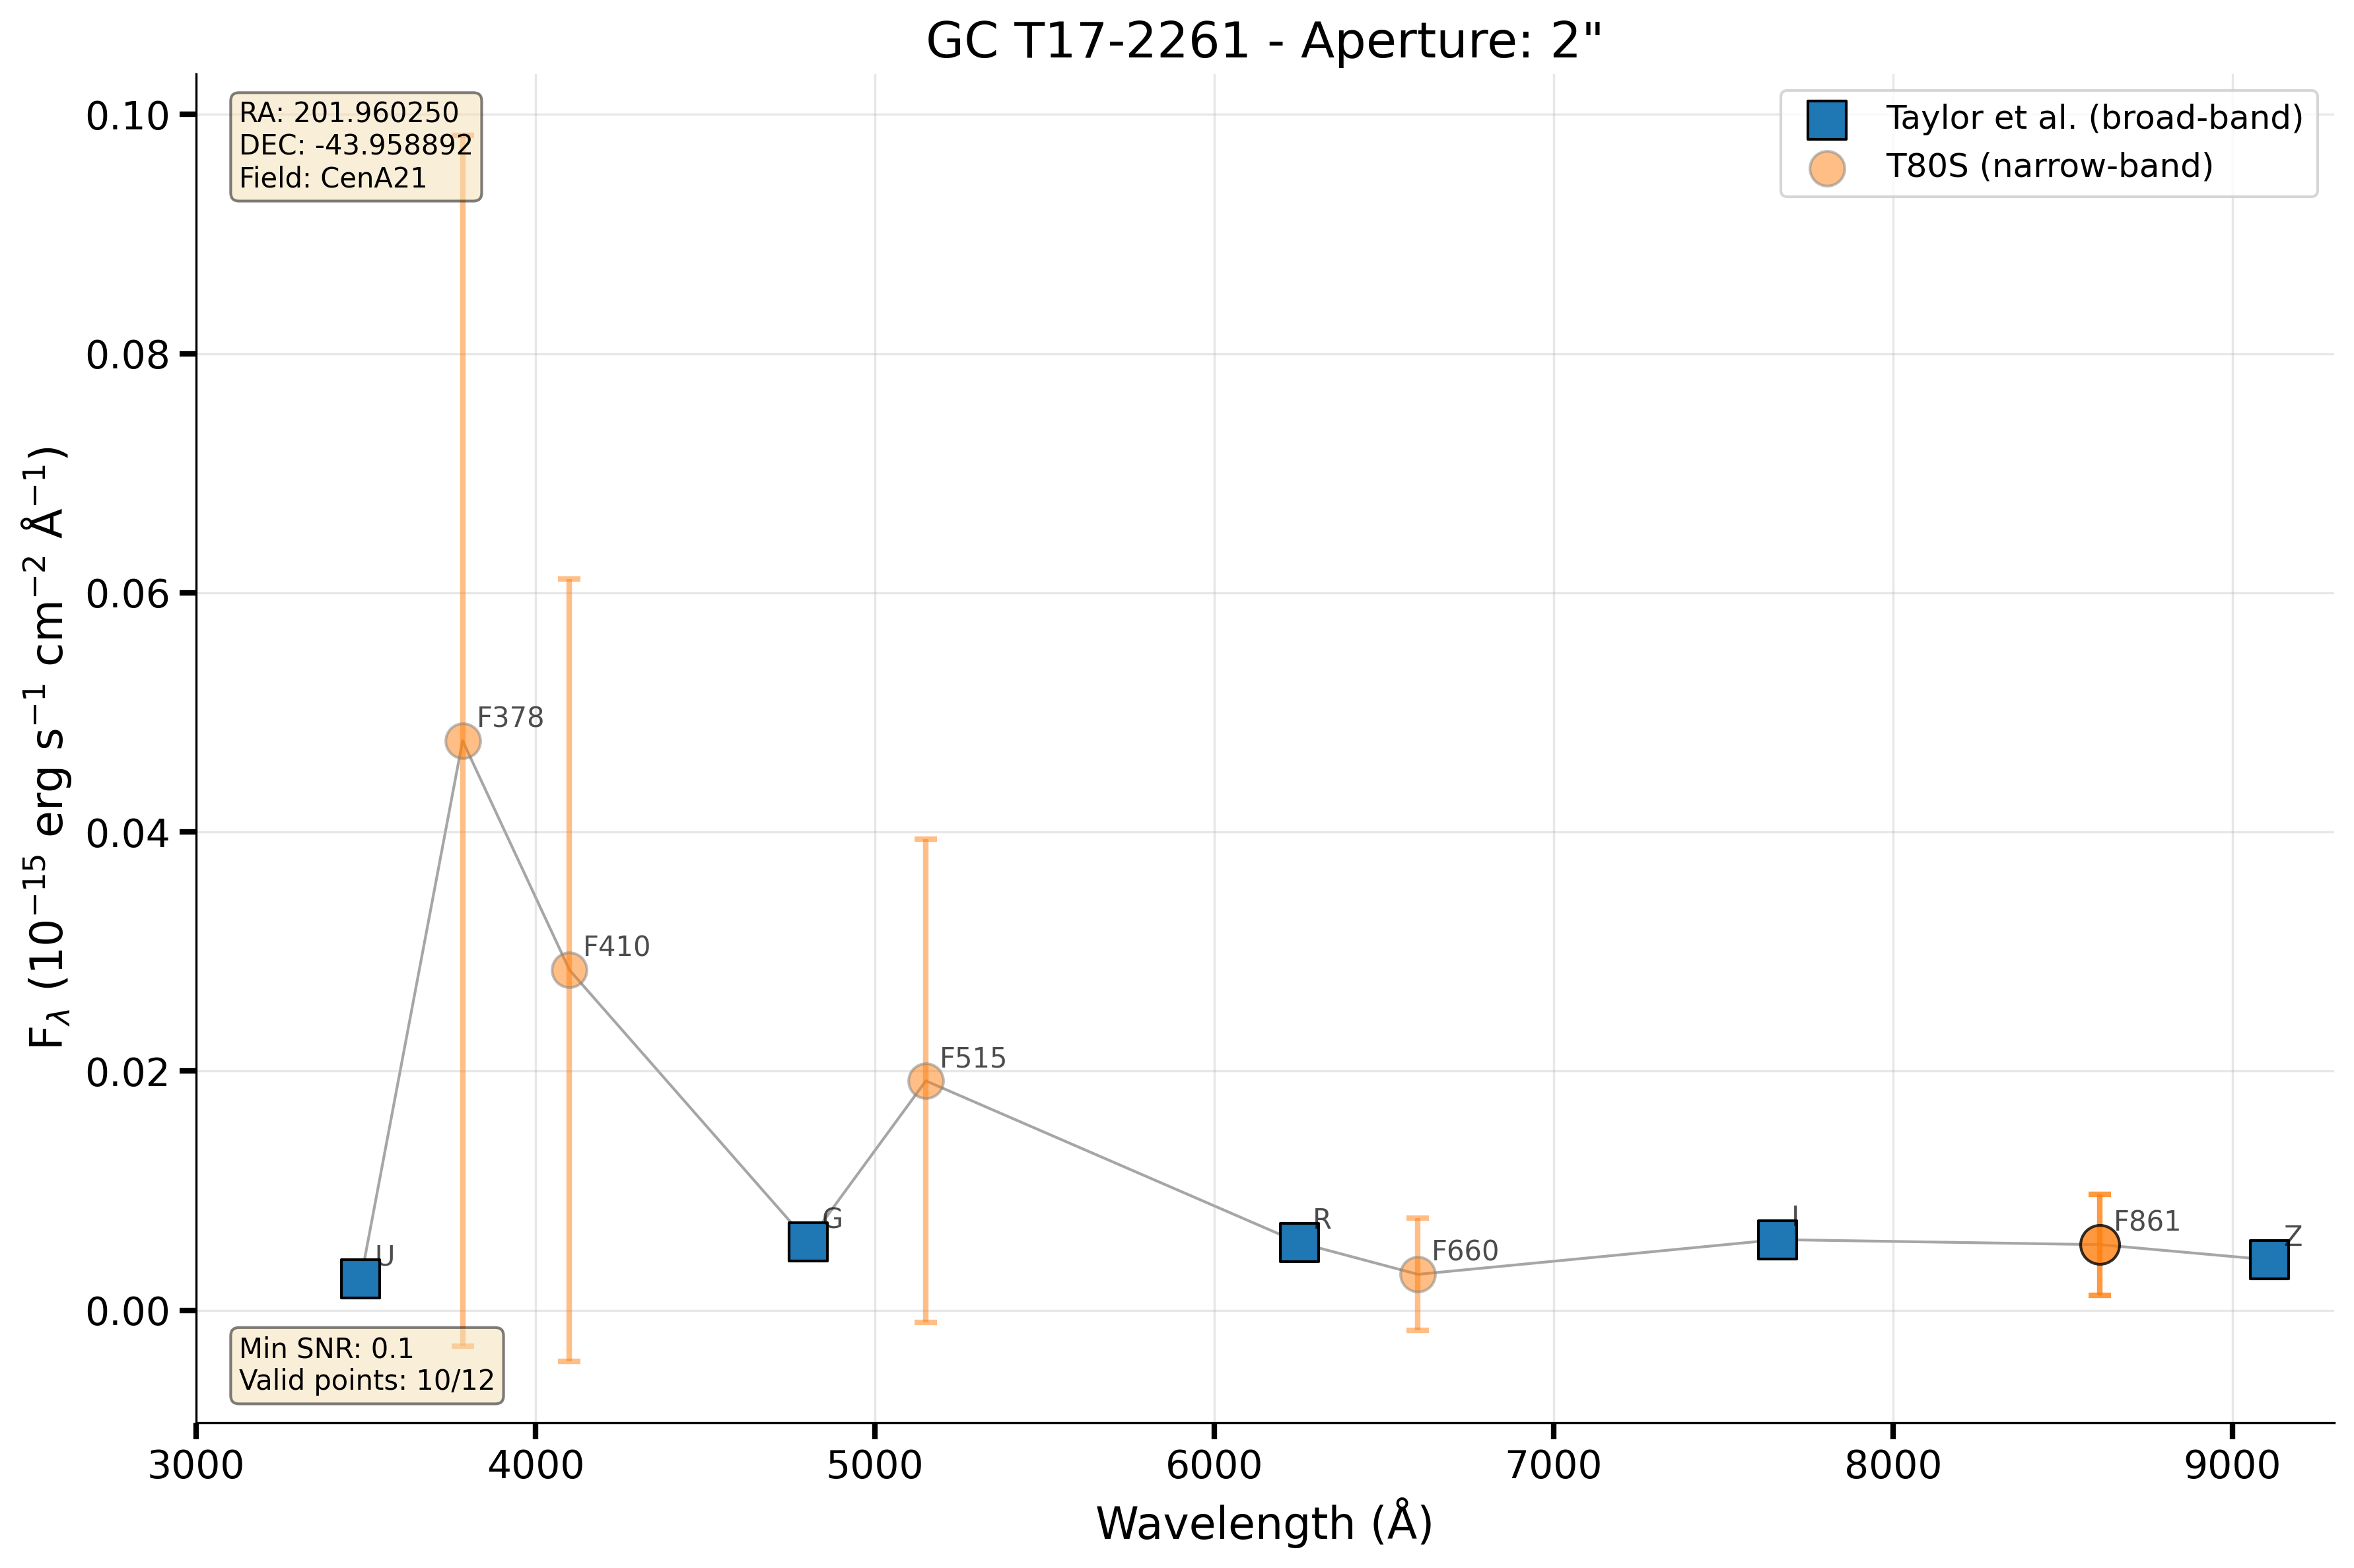 GC T17-2261 - Aperture: 2"
RA: 201.960250
DEC: -43.958892
Field: CenA21
Taylor et al. (broad-band)
T80S (narrow-band)
0.10
0.08
0.06
0.04
0.02
0.00
F$_{\lambda}$ (10$^{-15}$ erg s$^{-1}$ cm$^{-2}$ Å$^{-1}$)
F378
F410
F515
U
G
R
F660
I
F861
Z
Min SNR: 0.1
Valid points: 10/12
3000 4000 5000 6000 7000 8000 9000
Wavelength (Å)